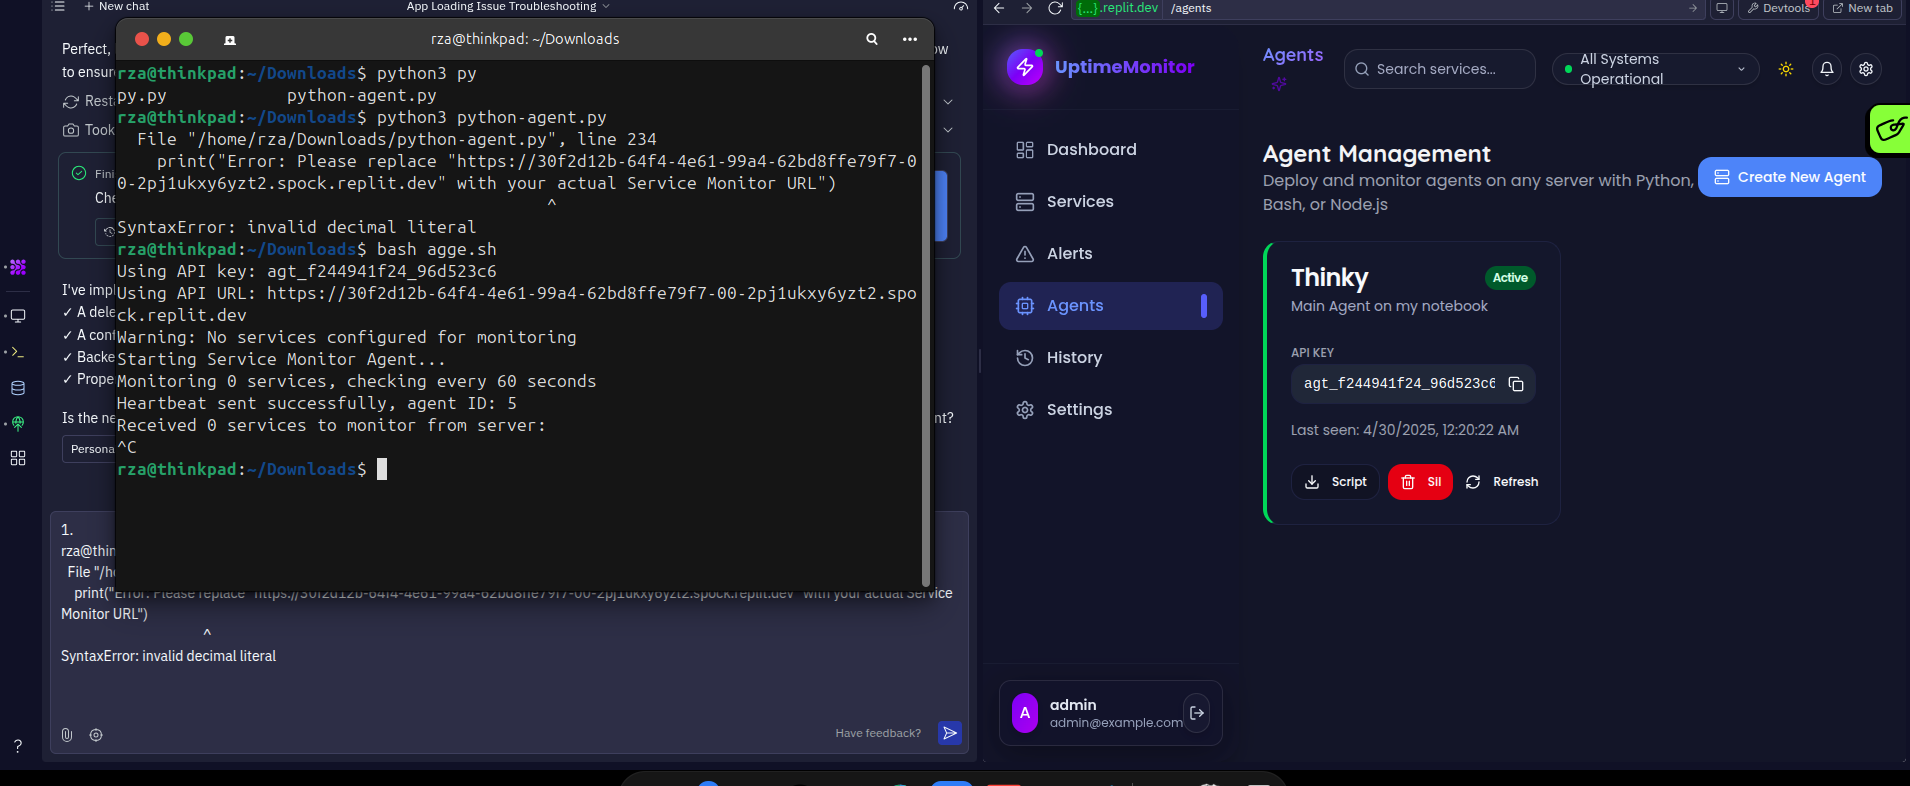 New chat
App Loading Issue Troubleshooting
Perfect,
ow
to ensur
Resta
Took
Fini
Che
I've impl
✓ A dele
✓ A conf
✓ Backe
✓ Prope
Is the ne
nt?
Persona
rza@thinkpad: ~/Downloads
rza@thinkpad:~/Downloads$ python3 py
py.py            python-agent.py
rza@thinkpad:~/Downloads$ python3 python-agent.py
  File "/home/rza/Downloads/python-agent.py", line 234
    print("Error: Please replace "https://30f2d12b-64f4-4e61-99a4-62bd8ffe79f7-0
0-2pj1ukxy6yzt2.spock.replit.dev" with your actual Service Monitor URL")
^
SyntaxError: invalid decimal literal
rza@thinkpad:~/Downloads$ bash agge.sh
Using API key: agt_f244941f24_96d523c6
Using API URL: https://30f2d12b-64f4-4e61-99a4-62bd8ffe79f7-00-2pj1ukxy6yzt2.spo
ck.replit.dev
Warning: No services configured for monitoring
Starting Service Monitor Agent...
Monitoring 0 services, checking every 60 seconds
Heartbeat sent successfully, agent ID: 5
Received 0 services to monitor from server:
^C
rza@thinkpad:~/Downloads$
1.
rza@thin
File "/h
print("Error: Please replace "https://30f2d12b-64f4-4e61-99a4-62bd8ffe79f7-00-2pj1ukxy6yzt2.spock.replit.dev" with your actual Service
Monitor URL")
^
SyntaxError: invalid decimal literal
Have feedback?
?
{...}.replit.dev
/agents
Devtools
New tab
UptimeMonitor
Dashboard
Services
Alerts
Agents
History
Settings
A
admin
admin@example.com
Agents
Search services...
All Systems
Operational
Agent Management
Deploy and monitor agents on any server with Python,
Bash, or Node.js
Create New Agent
Thinky
Active
Main Agent on my notebook
API KEY
agt_f244941f24_96d523c6
Last seen: 4/30/2025, 12:20:22 AM
Script
Sil
Refresh